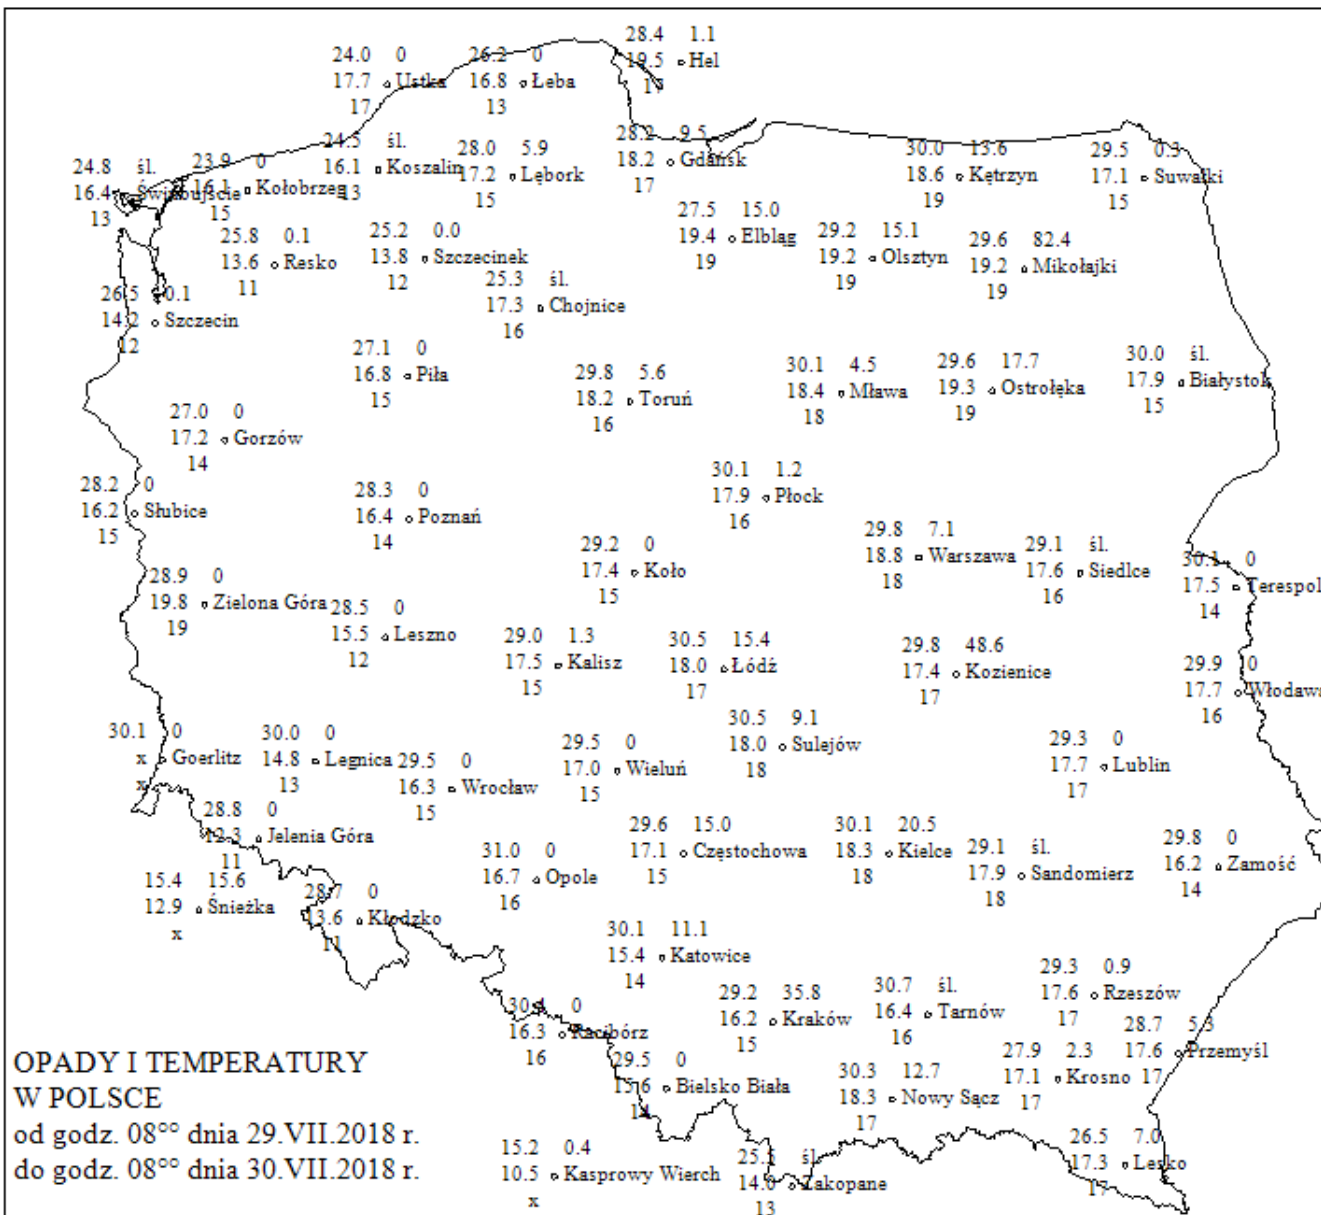 28.4 1.1
19.5 Hel
17
24.0 0
17.7 Ustka
17
26.2 0
16.8 Łeba
13
24.5 śl.
16.1 Koszalin
13
28.0 5.9
17.2 Lębork
15
28.2 9.5
18.2 Gdańsk
17
30.0 13.6
18.6 Kętrzyn
19
29.5 0.3
17.1 Suwałki
15
24.8 śl.
16.4 Świnoujście
13
23.9 0
16.1 Kołobrzeg
15
27.5 15.0
19.4 Elbląg
19
29.2 15.1
19.2 Olsztyn
19
29.6 82.4
19.2 Mikołajki
19
25.8 0.1
13.6 Resko
11
25.2 0.0
13.8 Szczecinek
12
25.3 śl.
17.3 Chojnice
16
26.5 0.1
14.2 Szczecin
12
27.1 0
16.8 Piła
15
29.8 5.6
18.2 Toruń
16
30.1 4.5
18.4 Mława
18
29.6 17.7
19.3 Ostrołęka
19
30.0 śl.
17.9 Białystok
15
27.0 0
17.2 Gorzów
14
28.2 0
16.2 Słubice
15
28.3 0
16.4 Poznań
14
30.1 1.2
17.9 Płock
16
29.2 0
17.4 Koło
15
29.8 7.1
18.8 Warszawa
18
29.1 śl.
17.6 Siedlce
16
30.1 0
17.5 Terespol
14
28.9 0
19.8 Zielona Góra
19
28.5 0
15.5 Leszno
12
29.0 1.3
17.5 Kalisz
15
30.5 15.4
18.0 Łódź
17
29.8 48.6
17.4 Kozienice
17
29.9 0
17.7 Włodawa
16
30.1 0
x Goerlitz
x
30.0 0
14.8 Legnica
13
29.5 0
16.3 Wrocław
15
29.5 0
17.0 Wieluń
15
30.5 9.1
18.0 Sulejów
18
29.3 0
17.7 Lublin
17
28.8 0
12.3 Jelenia Góra
11
31.0 0
16.7 Opole
16
29.6 15.0
17.1 Częstochowa
15
30.1 20.5
18.3 Kielce
18
29.1 śl.
17.9 Sandomierz
18
29.8 0
16.2 Zamość
14
15.4 15.6
12.9 Śnieżka
x
28.7 0
13.6 Kłodzko
11
30.1 11.1
15.4 Katowice
14
29.2 35.8
16.2 Kraków
15
30.7 śl.
16.4 Tarnów
16
29.3 0.9
17.6 Rzeszów
17
28.7 5.3
17.6 Przemyśl
17
0
16.3 Racibórz
16
29.5 0
Bielsko Biała
30.3 12.7
18.3 Nowy Sącz
17
27.9 2.3
17.1 Krosno
17
OPADY I TEMPERATURY
W POLSCE
od godz. 08°° dnia 29.VII.2018 r.
do godz. 08°° dnia 30.VII.2018 r.
15.2 0.4
10.5 Kasprowy Wierch
x
śl.
14.0 Zakopane
13
26.5 7.0
17.3 Lesko
17